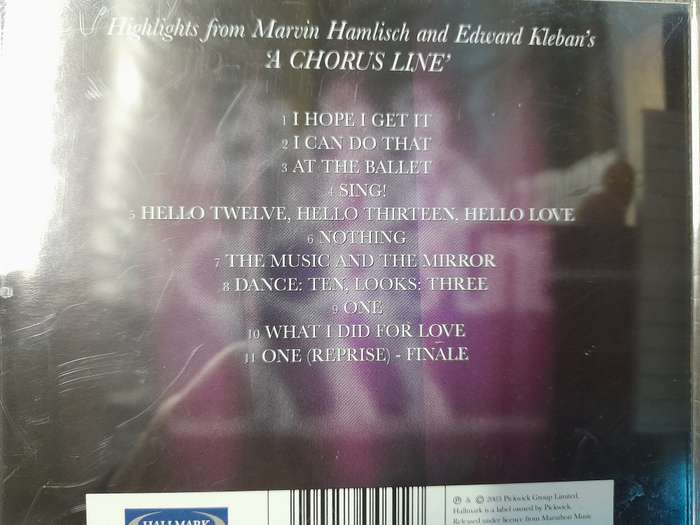 Highlights from Marvin Hamlisch and Edward Kleban's
'A CHORUS LINE'
1 I HOPE I GET IT
2 I CAN DO THAT
3 AT THE BALLET
4 SING!
5 HELLO TWELVE, HELLO THIRTEEN, HELLO LOVE
6 NOTHING
7 THE MUSIC AND THE MIRROR
8 DANCE: TEN, LOOKS: THREE
9 ONE
10 WHAT I DID FOR LOVE
11 ONE (REPRISE) - FINALE
HALLMARK
℗ & © 2003 Pickwick Group Limited.
Hallmark is a label owned by Pickwick.
Released under licence from Marathon Music